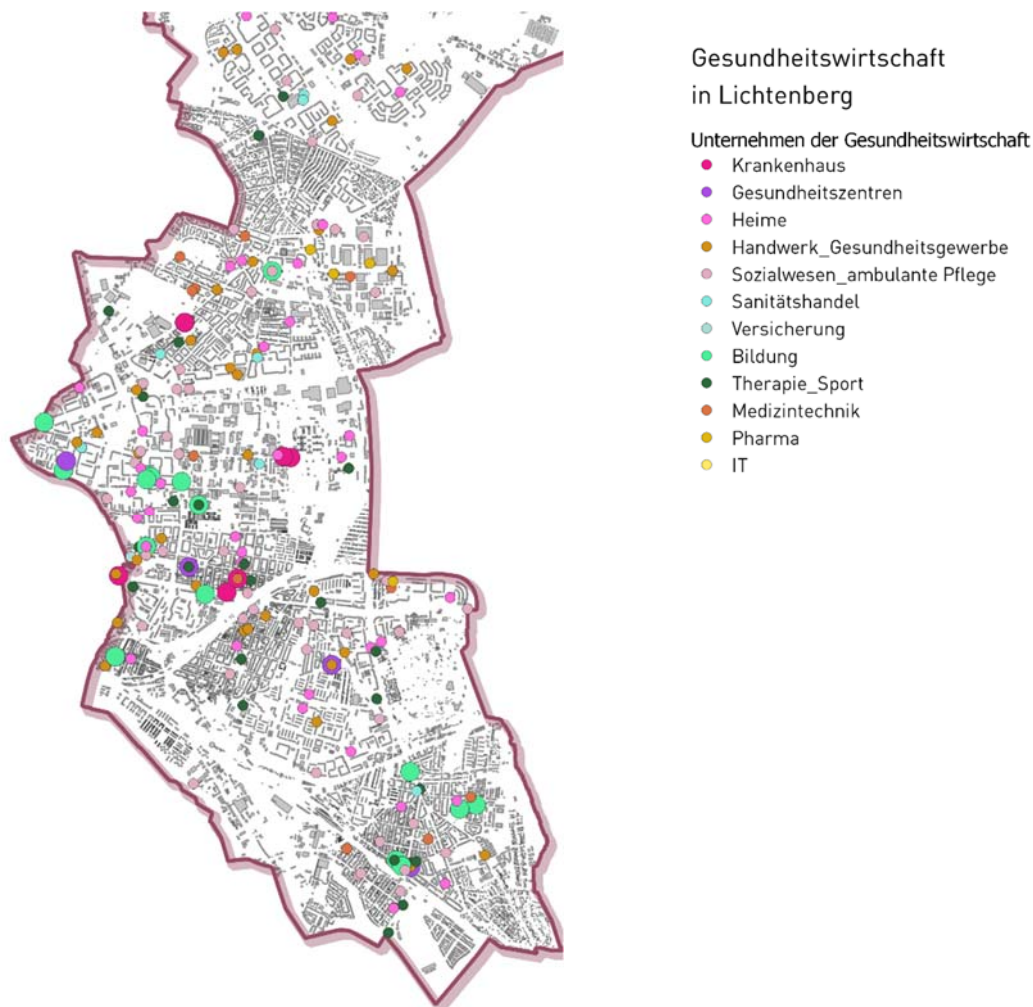 Gesundheitswirtschaft
in Lichtenberg
Unternehmen der Gesundheitswirtschaft
Krankenhaus
Gesundheitszentren
Heime
Handwerk_Gesundheitsgewerbe
Sozialwesen_ambulante Pflege
Sanitätshandel
Versicherung
Bildung
Therapie_Sport
Medizintechnik
Pharma
IT